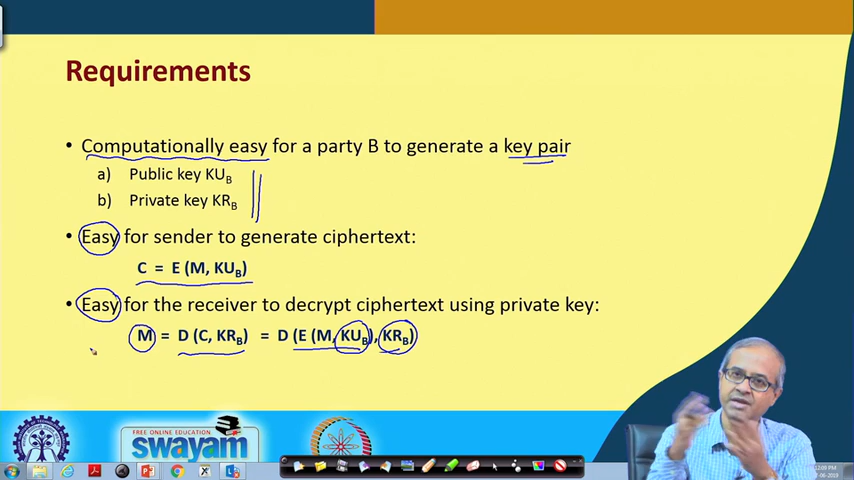 Requirements
• Computationally easy for a party B to generate a key pair
a) Public key KU_B
b) Private key KR_B
• Easy for sender to generate ciphertext:
C = E (M, KU_B)
• Easy for the receiver to decrypt ciphertext using private key:
M = D (C, KR_B) = D (E (M, KU_B), KR_B)
FREE ONLINE EDUCATION
swayam